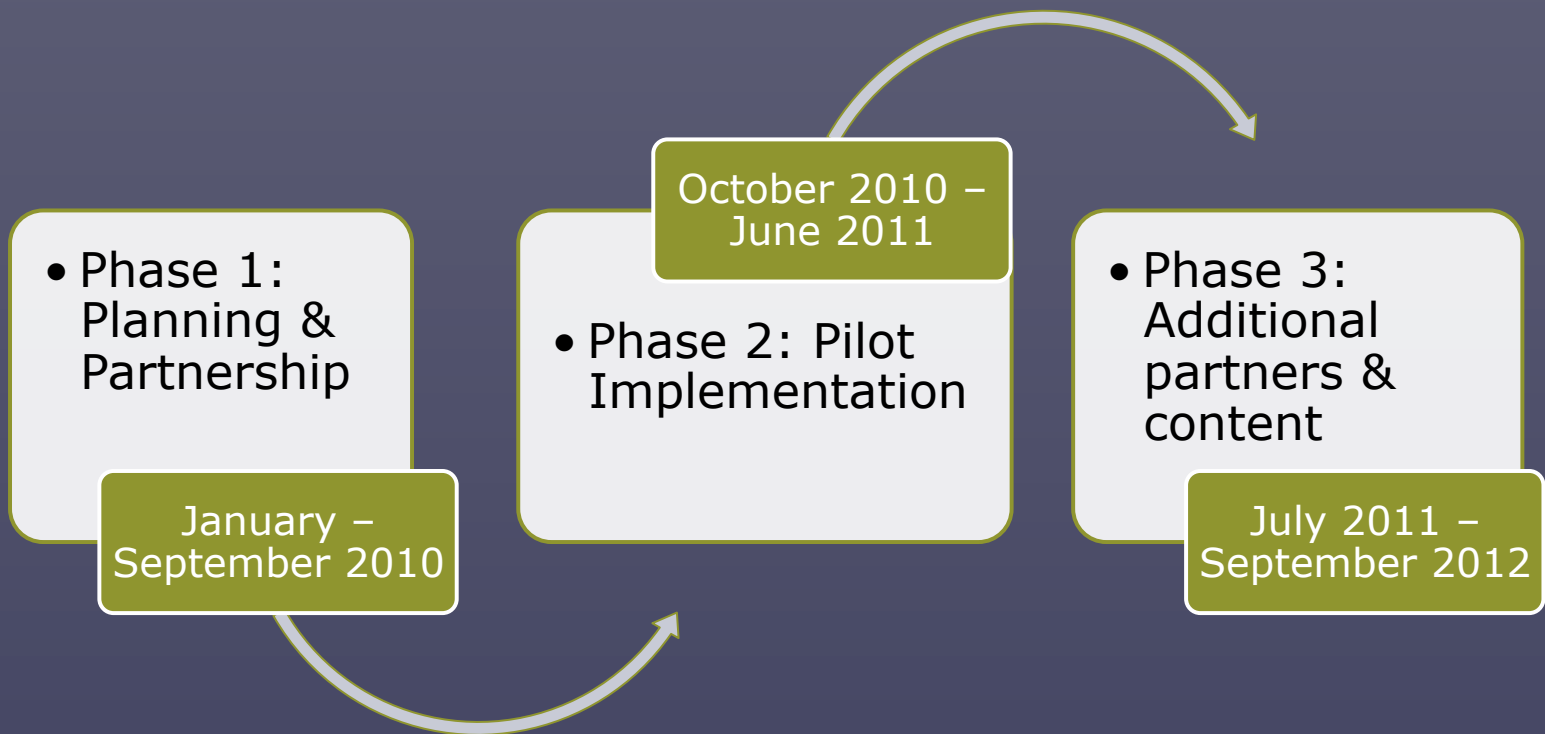 • Phase 1:
Planning &
Partnership
January –
September 2010
October 2010 –
June 2011
• Phase 2: Pilot
Implementation
• Phase 3:
Additional
partners &
content
July 2011 –
September 2012